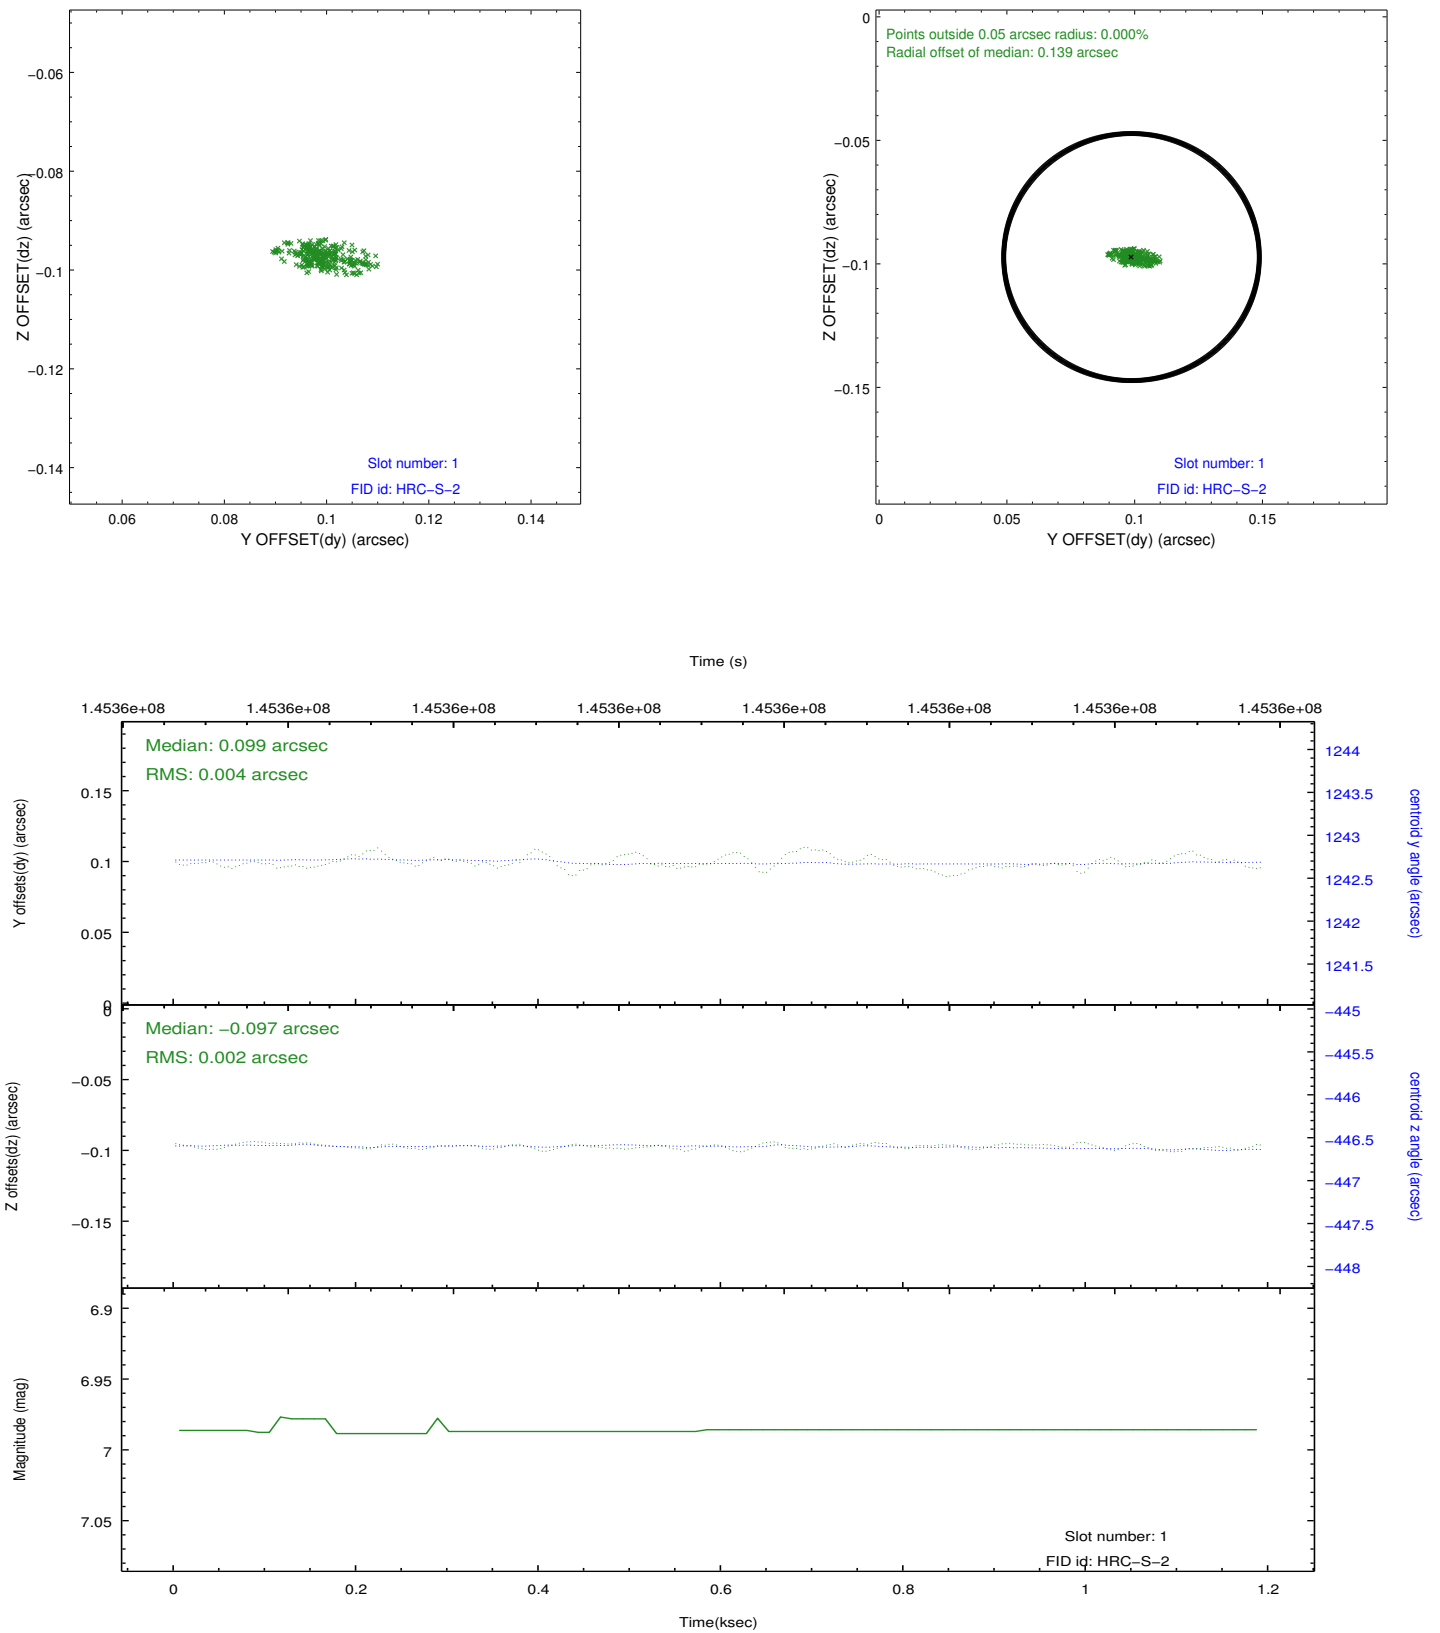 −0.06
−0.08
−0.1
−0.12
−0.14
Z OFFSET(dz) (arcsec)
Slot number: 1
FID id: HRC−S−2
0.06 0.08 0.1 0.12 0.14
Y OFFSET(dy) (arcsec)
Points outside 0.05 arcsec radius: 0.000%
Radial offset of median: 0.139 arcsec
0
−0.05
−0.1
−0.15
Z OFFSET(dz) (arcsec)
Slot number: 1
FID id: HRC−S−2
0 0.05 0.1 0.15
Y OFFSET(dy) (arcsec)
Time (s)
1.4536e+08 1.4536e+08 1.4536e+08 1.4536e+08 1.4536e+08 1.4536e+08 1.4536e+08 1.4536e+08
Median: 0.099 arcsec
RMS: 0.004 arcsec
0.15
0.1
0.05
0
Y offsets(dy) (arcsec)
1244
1243.5
1243
1242.5
1242
1241.5
centroid y angle (arcsec)
Median: −0.097 arcsec
RMS: 0.002 arcsec
0
−0.05
−0.1
−0.15
Z offsets(dz) (arcsec)
−445
−445.5
−446
−446.5
−447
−447.5
−448
centroid z angle (arcsec)
6.9
6.95
7
7.05
Magnitude (mag)
Slot number: 1
FID id: HRC−S−2
0 0.2 0.4 0.6 0.8 1 1.2
Time(ksec)